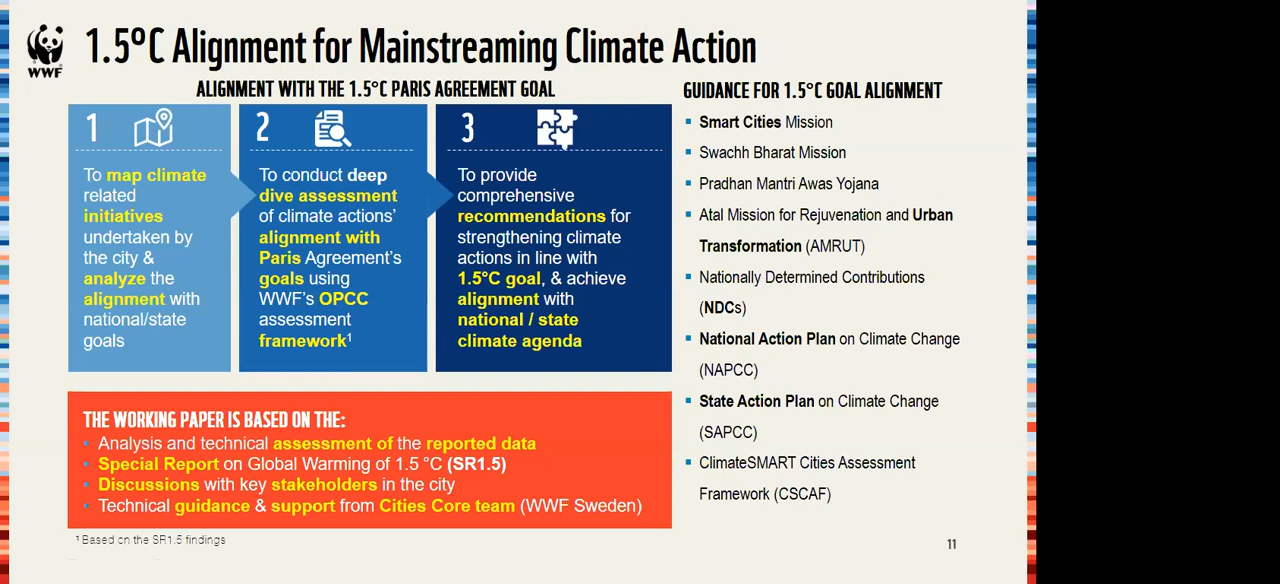 WWF
1.5°C Alignment for Mainstreaming Climate Action
ALIGNMENT WITH THE 1.5°C PARIS AGREEMENT GOAL
1
To map climate
related
initiatives
undertaken by
the city &
analyze the
alignment with
national/state
goals
2
To conduct deep
dive assessment
of climate actions’
alignment with
Paris Agreement’s
goals using
WWF’s OPCC
assessment
framework¹
3
To provide
comprehensive
recommendations for
strengthening climate
actions in line with
1.5°C goal, & achieve
alignment with
national / state
climate agenda
THE WORKING PAPER IS BASED ON THE:
• Analysis and technical assessment of the reported data
• Special Report on Global Warming of 1.5 °C (SR1.5)
• Discussions with key stakeholders in the city
• Technical guidance & support from Cities Core team (WWF Sweden)
¹Based on the SR1.5 findings
GUIDANCE FOR 1.5°C GOAL ALIGNMENT
▪ Smart Cities Mission
▪ Swachh Bharat Mission
▪ Pradhan Mantri Awas Yojana
▪ Atal Mission for Rejuvenation and Urban
Transformation (AMRUT)
▪ Nationally Determined Contributions
(NDCs)
▪ National Action Plan on Climate Change
(NAPCC)
▪ State Action Plan on Climate Change
(SAPCC)
▪ ClimateSMART Cities Assessment
Framework (CSCAF)
11